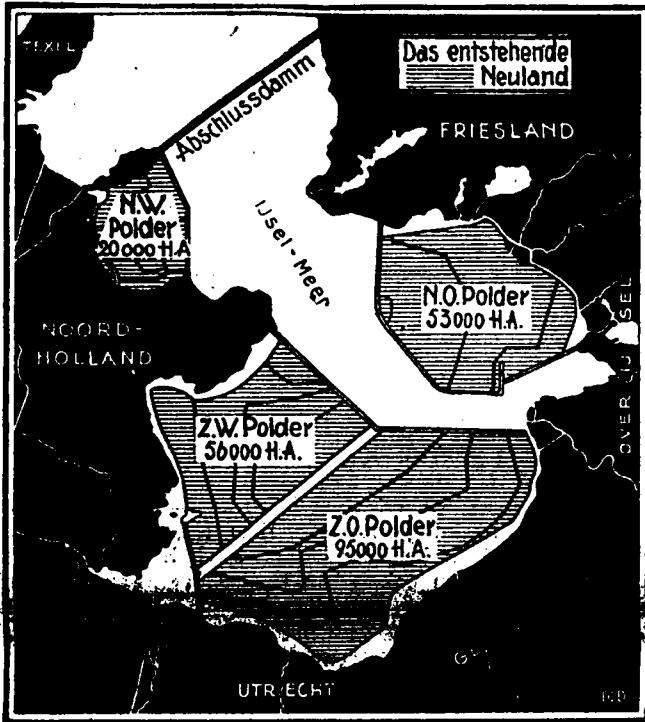 TEXEL
Das entstehende
Neuland
Abschlussdamm
FRIESLAND
N.W.
Polder
20000 H.A
IJsel-Meer
N.O.Polder
53000 H.A.
NOORD-
HOLLAND
OVER IJSSEL
Z.W. Polder
56000 H.A.
Z.O.Polder
95000 H.A.
UTRECHT